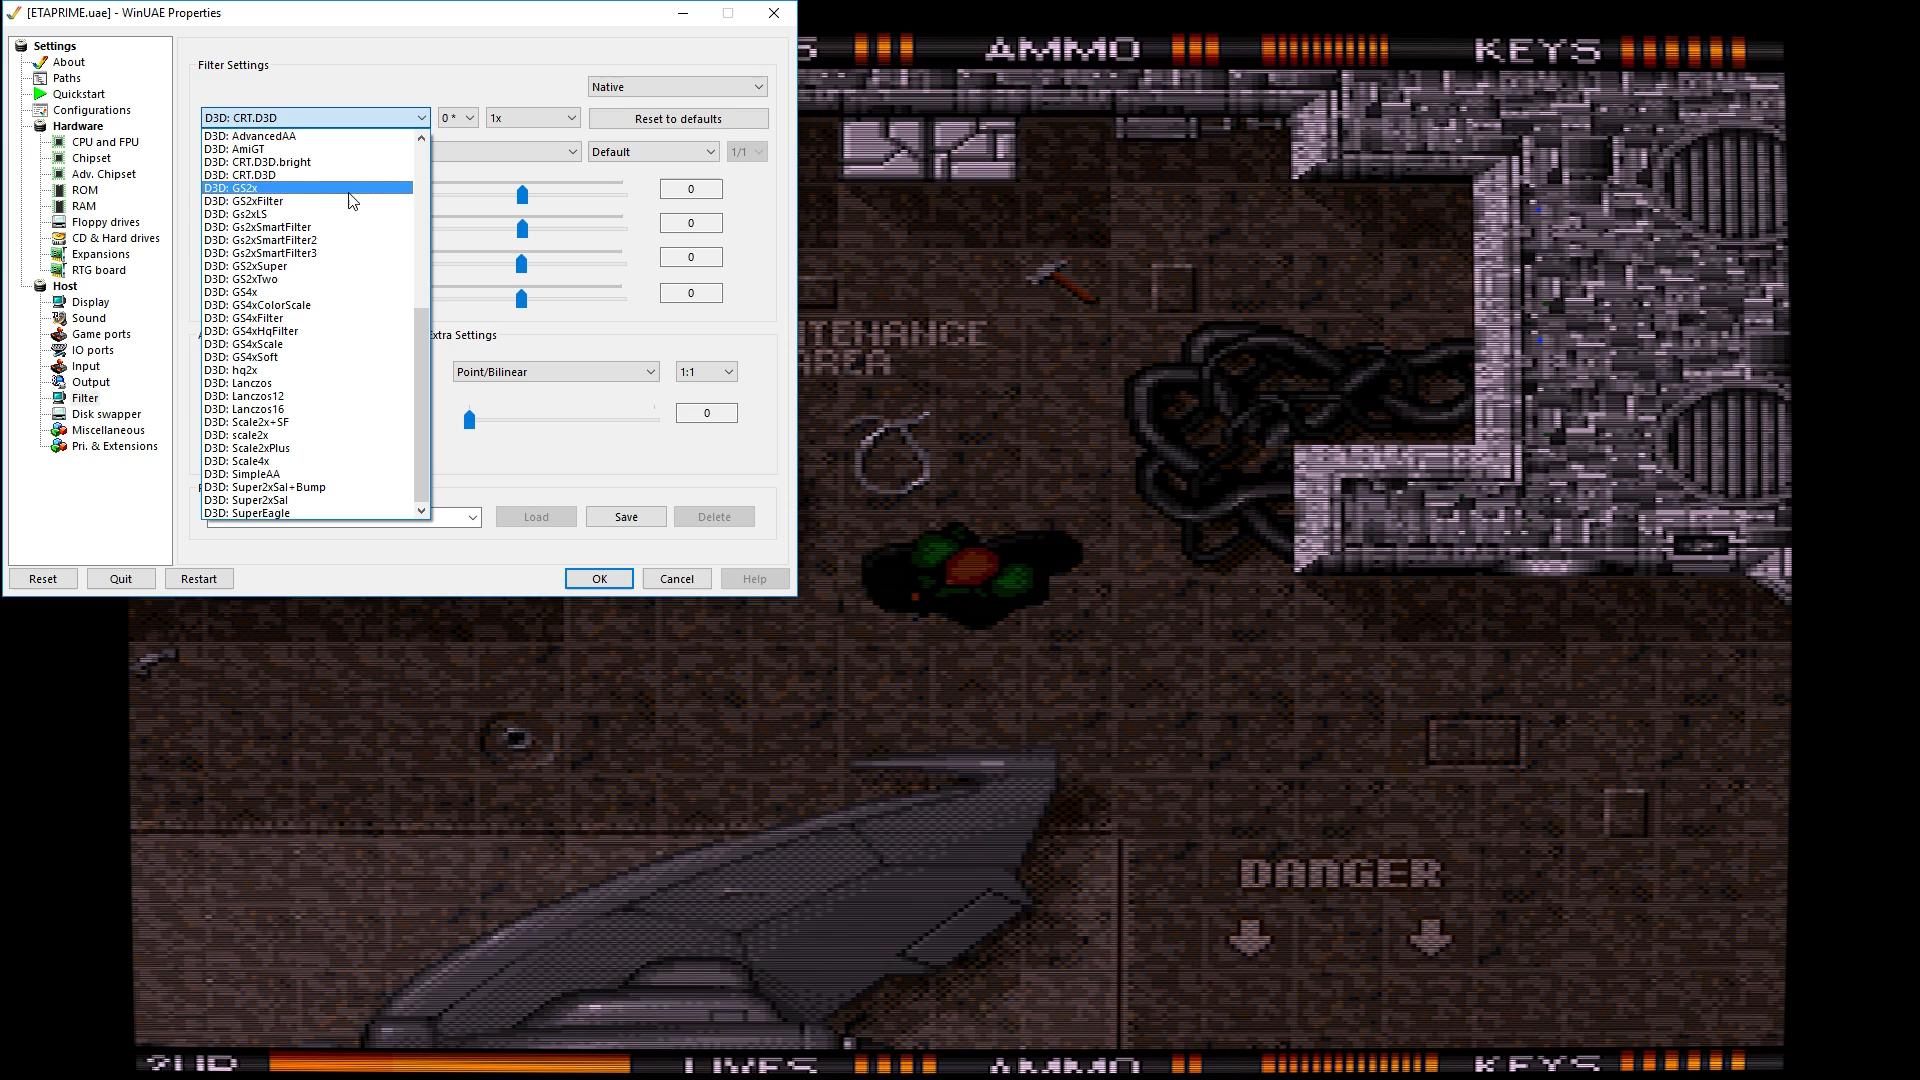 [ETAPRIME.uae] - WinUAE Properties
Settings
About
Paths
Quickstart
Configurations
Hardware
CPU and FPU
Chipset
Adv. Chipset
ROM
RAM
Floppy drives
CD & Hard drives
Expansions
RTG board
Host
Display
Sound
Game ports
IO ports
Input
Output
Filter
Disk swapper
Miscellaneous
Pri. & Extensions
Filter Settings
Native
D3D: CRT.D3D
0 *
1x
Reset to defaults
Default
1/1
D3D: AdvancedAA
D3D: AmiGT
D3D: CRT.D3D.bright
D3D: CRT.D3D
D3D: GS2x
D3D: GS2xFilter
D3D: Gs2xLS
D3D: Gs2xSmartFilter
D3D: Gs2xSmartFilter2
D3D: Gs2xSmartFilter3
D3D: GS2xSuper
D3D: GS2xTwo
D3D: GS4x
D3D: GS4xColorScale
D3D: GS4xFilter
D3D: GS4xHqFilter
D3D: GS4xScale
D3D: GS4xSoft
D3D: hq2x
D3D: Lanczos
D3D: Lanczos12
D3D: Lanczos16
D3D: Scale2x+SF
D3D: scale2x
D3D: Scale2xPlus
D3D: Scale4x
D3D: SimpleAA
D3D: Super2xSal+Bump
D3D: Super2xSal
D3D: SuperEagle
0
0
0
0
Extra Settings
Point/Bilinear
1:1
0
Load
Save
Delete
Reset
Quit
Restart
OK
Cancel
Help
S
AMMO
KEYS
TENANCE
AREA
DANGER
2UP
LIVES
AMMO
KEYS